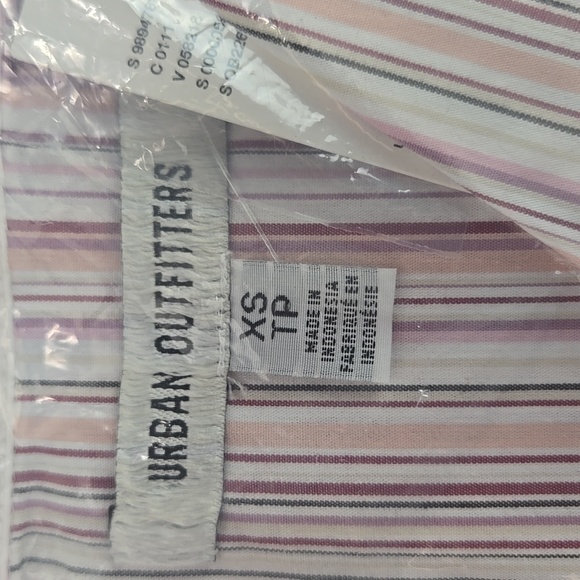 URBAN OUTFITTERS
XS
TP
MADE IN
INDONESIA
FABRIQUÉ EN
INDONÉSIE